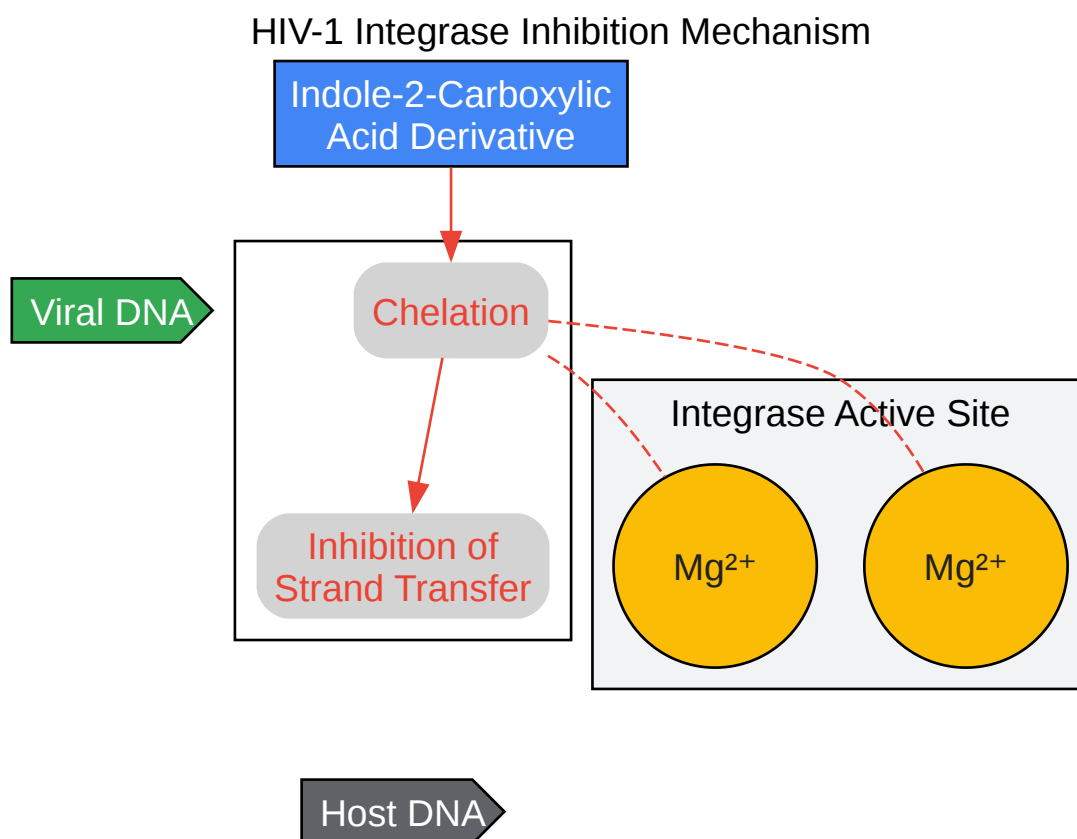 HIV-1 Integrase Inhibition Mechanism
Indole-2-Carboxylic
Acid Derivative
Viral DNA
Chelation
Integrase Active Site
Inhibition of
Strand Transfer
Mg²⁺
Mg²⁺
Host DNA